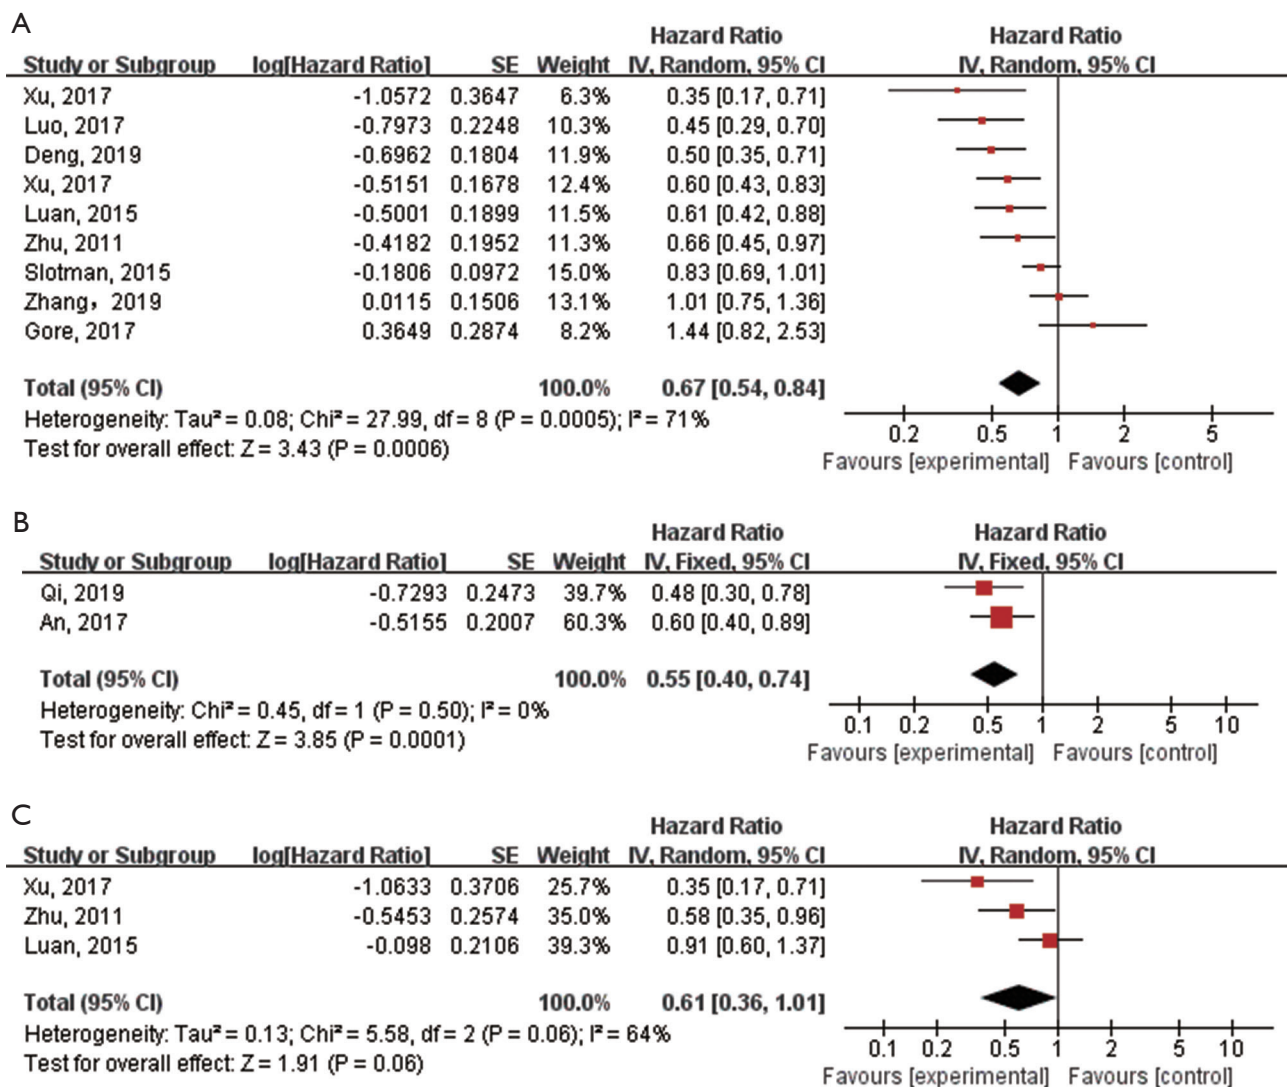 A
Hazard Ratio Hazard Ratio
Study or Subgroup log[Hazard Ratio] SE Weight IV, Random, 95% CI IV, Random, 95% CI
Xu, 2017 -1.0572 0.3647 6.3% 0.35 [0.17, 0.71]
Luo, 2017 -0.7973 0.2248 10.3% 0.45 [0.29, 0.70]
Deng, 2019 -0.6962 0.1804 11.9% 0.50 [0.35, 0.71]
Xu, 2017 -0.5151 0.1678 12.4% 0.60 [0.43, 0.83]
Luan, 2015 -0.5001 0.1899 11.5% 0.61 [0.42, 0.88]
Zhu, 2011 -0.4182 0.1952 11.3% 0.66 [0.45, 0.97]
Slotman, 2015 -0.1806 0.0972 15.0% 0.83 [0.69, 1.01]
Zhang，2019 0.0115 0.1506 13.1% 1.01 [0.75, 1.36]
Gore, 2017 0.3649 0.2874 8.2% 1.44 [0.82, 2.53]
Total (95% CI) 100.0% 0.67 [0.54, 0.84]
Heterogeneity: Tau² = 0.08; Chi² = 27.99, df = 8 (P = 0.0005); I² = 71%
Test for overall effect: Z = 3.43 (P = 0.0006)
0.2 0.5 1 2 5
Favours [experimental] Favours [control]
B
Hazard Ratio Hazard Ratio
Study or Subgroup log[Hazard Ratio] SE Weight IV, Fixed, 95% CI IV, Fixed, 95% CI
Qi, 2019 -0.7293 0.2473 39.7% 0.48 [0.30, 0.78]
An, 2017 -0.5155 0.2007 60.3% 0.60 [0.40, 0.89]
Total (95% CI) 100.0% 0.55 [0.40, 0.74]
Heterogeneity: Chi² = 0.45, df = 1 (P = 0.50); I² = 0%
Test for overall effect: Z = 3.85 (P = 0.0001)
0.1 0.2 0.5 1 2 5 10
Favours [experimental] Favours [control]
C
Hazard Ratio Hazard Ratio
Study or Subgroup log[Hazard Ratio] SE Weight IV, Random, 95% CI IV, Random, 95% CI
Xu, 2017 -1.0633 0.3706 25.7% 0.35 [0.17, 0.71]
Zhu, 2011 -0.5453 0.2574 35.0% 0.58 [0.35, 0.96]
Luan, 2015 -0.098 0.2106 39.3% 0.91 [0.60, 1.37]
Total (95% CI) 100.0% 0.61 [0.36, 1.01]
Heterogeneity: Tau² = 0.13; Chi² = 5.58, df = 2 (P = 0.06); I² = 64%
Test for overall effect: Z = 1.91 (P = 0.06)
0.1 0.2 0.5 1 2 5 10
Favours [experimental] Favours [control]